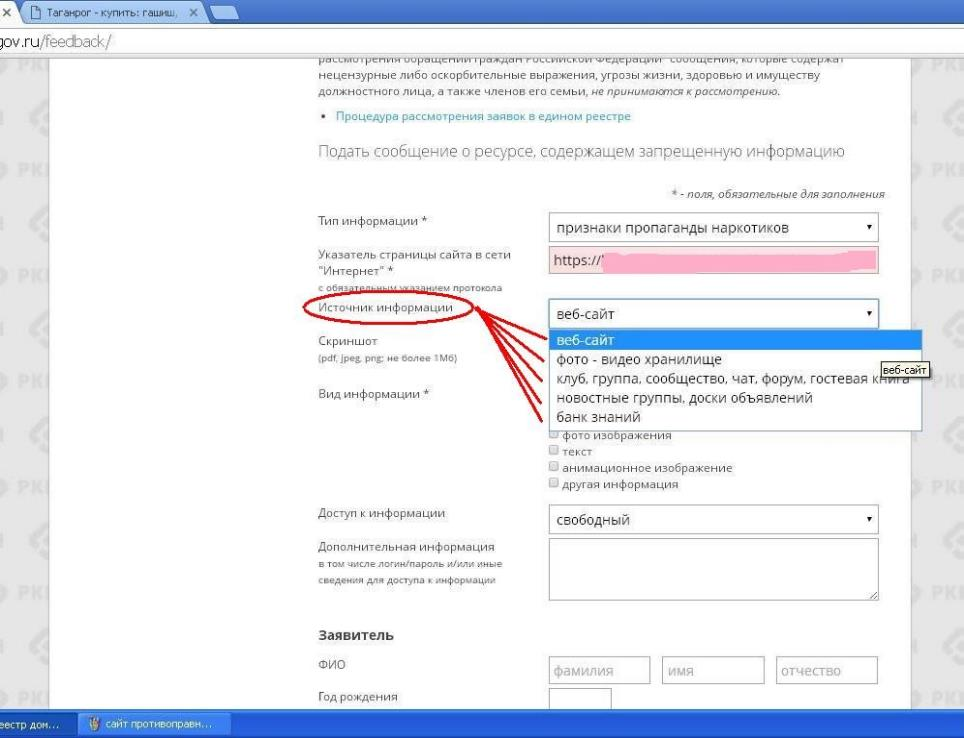 Таганрог - купить: гашиш,
gov.ru/feedback/
рассмотрения обращений граждан Российской Федерации" сообщения, которые содержат
нецензурные либо оскорбительные выражения, угрозы жизни, здоровью и имуществу
должностного лица, а также членов его семьи, не принимаются к рассмотрению.
• Процедура рассмотрения заявок в едином реестре
Подать сообщение о ресурсе, содержащем запрещенную информацию
* - поля, обязательные для заполнения
Тип информации *
признаки пропаганды наркотиков
Указатель страницы сайта в сети
"Интернет" *
с обязательным указанием протокола
https://
Источник информации
веб-сайт
веб-сайт
фото - видео хранилище
клуб, группа, сообщество, чат, форум, гостевая книга
новостные группы, доски объявлений
банк знаний
веб-сайт
Скриншот
(pdf, jpeg, png; не более 1Мб)
Вид информации *
фото изображения
текст
анимационное изображение
другая информация
Доступ к информации
свободный
Дополнительная информация
в том числе логин/пароль и/или иные
сведения для доступа к информации
Заявитель
ФИО
фамилия имя отчество
Год рождения
еестр дом... сайт противоправн...